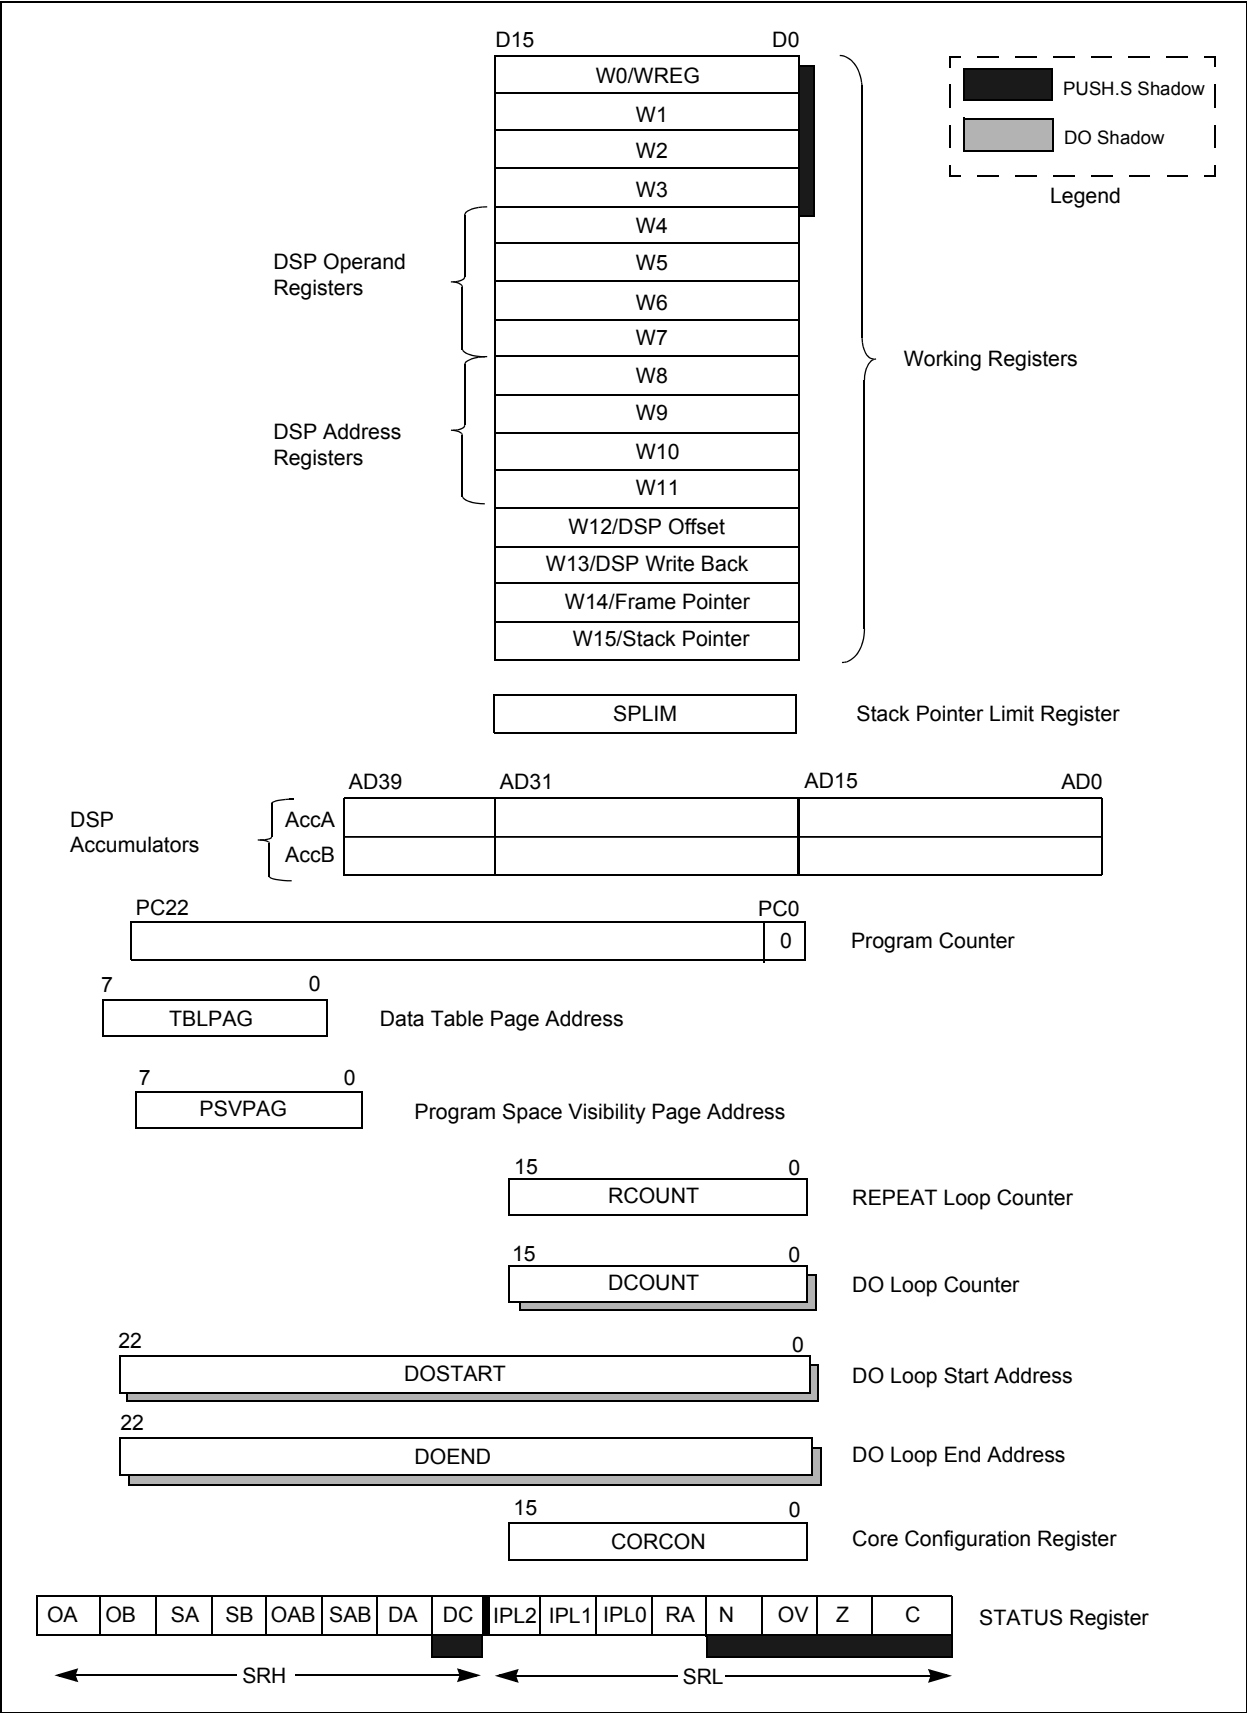 D15 D0
W0/WREG
W1
W2
W3
W4
W5
W6
W7
W8
W9
W10
W11
W12/DSP Offset
W13/DSP Write Back
W14/Frame Pointer
W15/Stack Pointer
PUSH.S Shadow
DO Shadow
Legend
DSP Operand
Registers
DSP Address
Registers
Working Registers
SPLIM
Stack Pointer Limit Register
AD39 AD31 AD15 AD0
DSP
Accumulators
AccA
AccB
PC22 PC0
0
Program Counter
7 0
TBLPAG
Data Table Page Address
7 0
PSVPAG
Program Space Visibility Page Address
15 0
RCOUNT
REPEAT Loop Counter
15 0
DCOUNT
DO Loop Counter
22 0
DOSTART
DO Loop Start Address
22
DOEND
DO Loop End Address
15 0
CORCON
Core Configuration Register
OA OB SA SB OAB SAB DA DC IPL2 IPL1 IPL0 RA N OV Z C
STATUS Register
SRH SRL